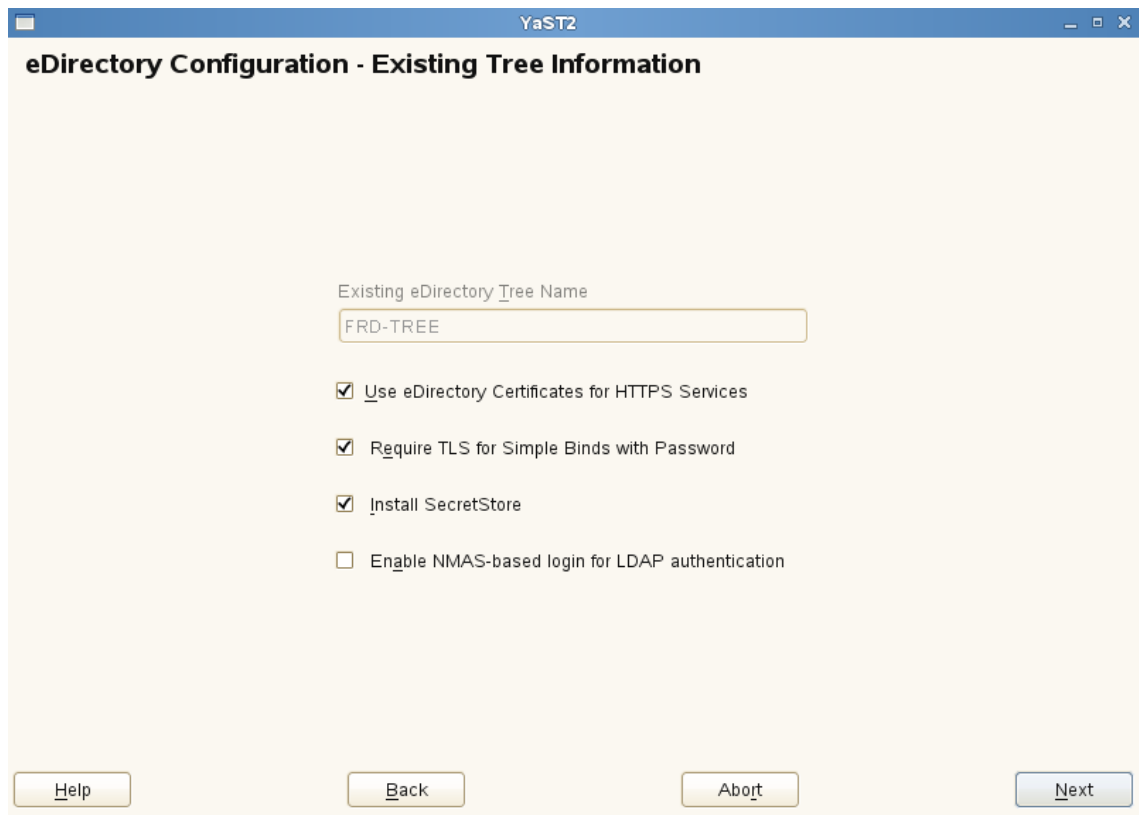 YaST2
eDirectory Configuration - Existing Tree Information
Existing eDirectory Tree Name
FRD-TREE
Use eDirectory Certificates for HTTPS Services
Require TLS for Simple Binds with Password
Install SecretStore
Enable NMAS-based login for LDAP authentication
Help Back Abort Next